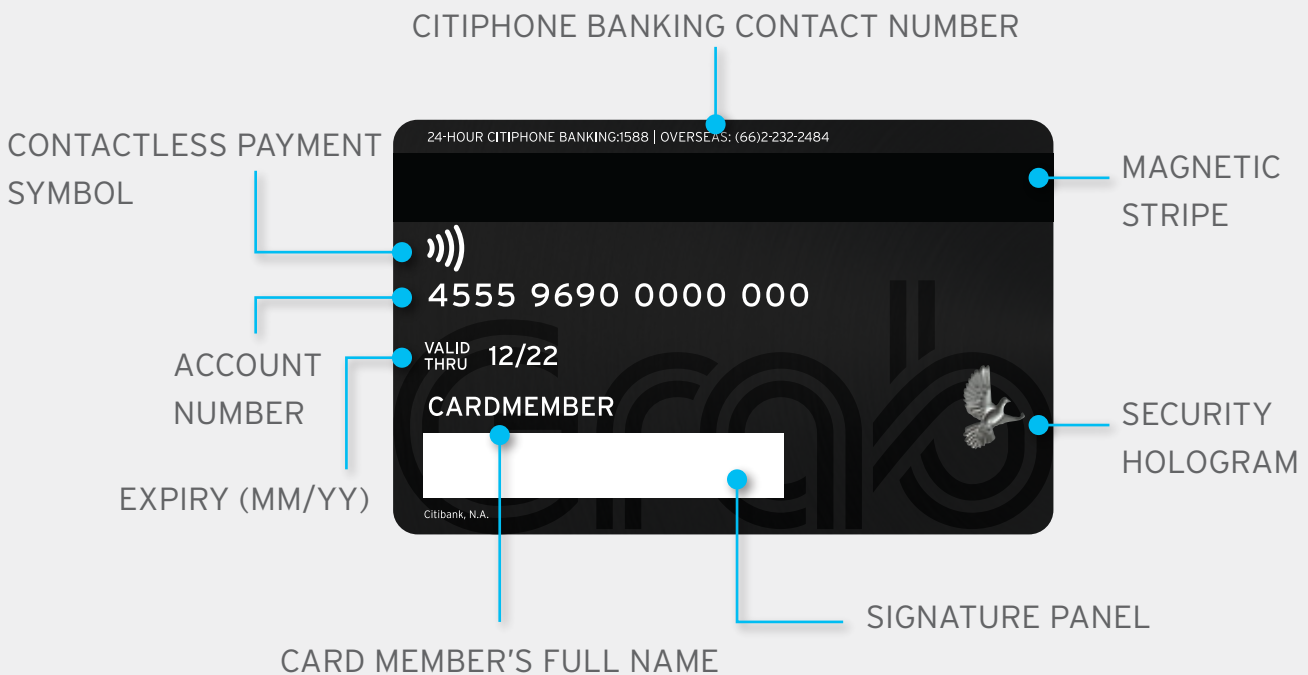 CITIPHONE BANKING CONTACT NUMBER
24-HOUR CITIPHONE BANKING:1588 | OVERSEAS: (66)2-232-2484
CONTACTLESS PAYMENT
SYMBOL
MAGNETIC
STRIPE
4555 9690 0000 000
ACCOUNT
NUMBER
VALID
THRU 12/22
CARDMEMBER
SECURITY
HOLOGRAM
EXPIRY (MM/YY)
Citibank, N.A.
Grab
SIGNATURE PANEL
CARD MEMBER'S FULL NAME